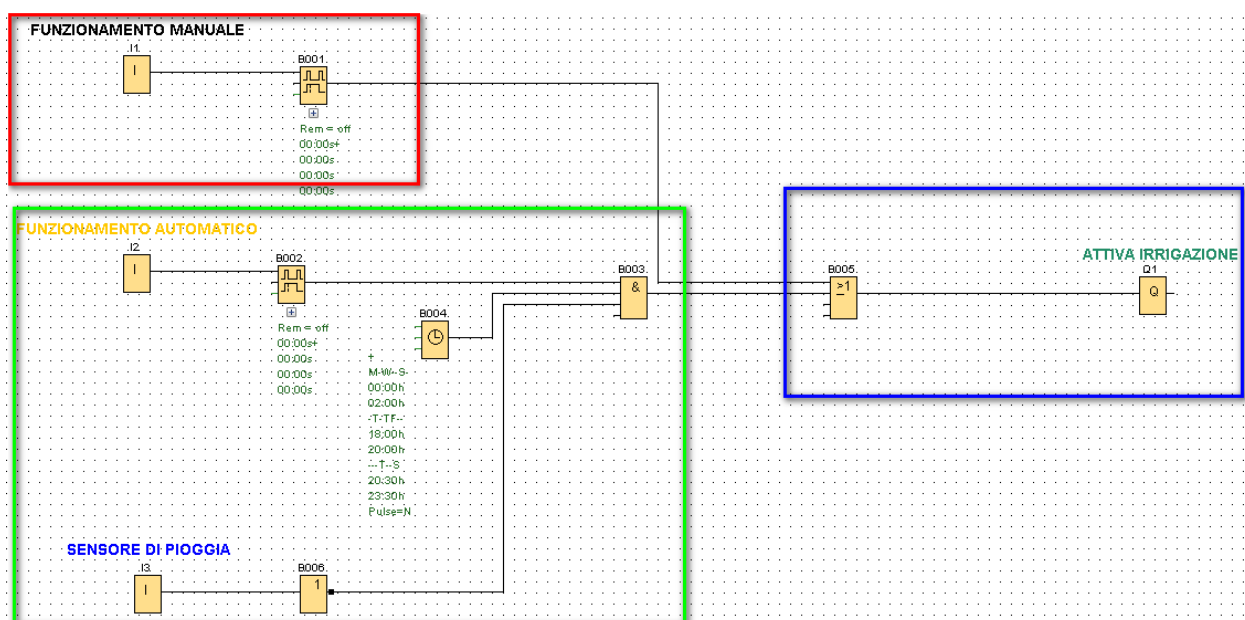 FUNZIONAMENTO MANUALE
I1
I
B001
Rem = off
00:00s+
00:00s
00:00s
00:00s
FUNZIONAMENTO AUTOMATICO
I2
I
B002
Rem = off
00:00s+
00:00s
00:00s
00:00s
B003
&
B004
+
M-W--S-
00:00h
02:00h
-T-TF--
18:00h
20:00h
---T--S
20:30h
23:30h
Pulse=N
B005
>1
ATTIVA IRRIGAZIONE
Q1
Q
SENSORE DI PIOGGIA
I3
I
B006
1